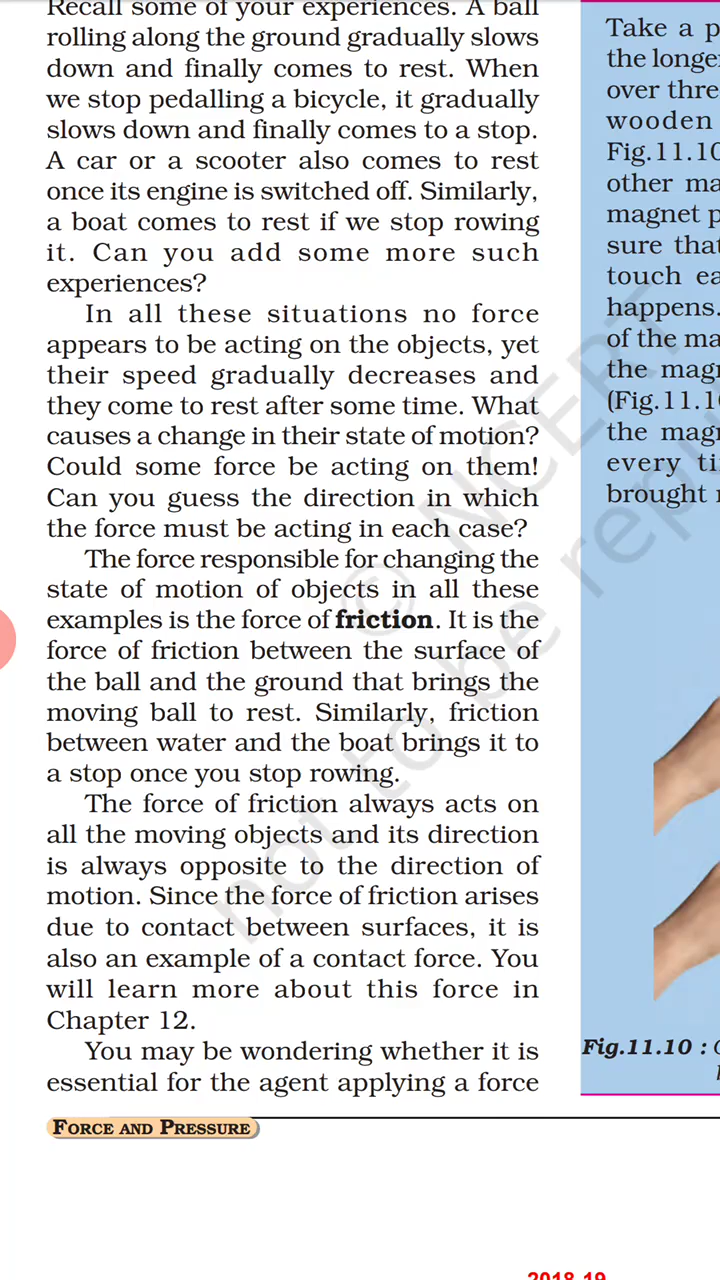 Recall some of your experiences. A ball
rolling along the ground gradually slows
down and finally comes to rest. When
we stop pedalling a bicycle, it gradually
slows down and finally comes to a stop.
A car or a scooter also comes to rest
once its engine is switched off. Similarly,
a boat comes to rest if we stop rowing
it. Can you add some more such
experiences?
In all these situations no force
appears to be acting on the objects, yet
their speed gradually decreases and
they come to rest after some time. What
causes a change in their state of motion?
Could some force be acting on them!
Can you guess the direction in which
the force must be acting in each case?
The force responsible for changing the
state of motion of objects in all these
examples is the force of friction. It is the
force of friction between the surface of
the ball and the ground that brings the
moving ball to rest. Similarly, friction
between water and the boat brings it to
a stop once you stop rowing.
The force of friction always acts on
all the moving objects and its direction
is always opposite to the direction of
motion. Since the force of friction arises
due to contact between surfaces, it is
also an example of a contact force. You
will learn more about this force in
Chapter 12.
You may be wondering whether it is
essential for the agent applying a force
Take a
the
over
wooden
Fig.11.10
other
magnet
sure
touch
happens.
of the
the
(Fig.11.1
the
every
brought
Fig.11.10 :
FORCE AND PRESSURE
2018-19
© NCERT
not to be